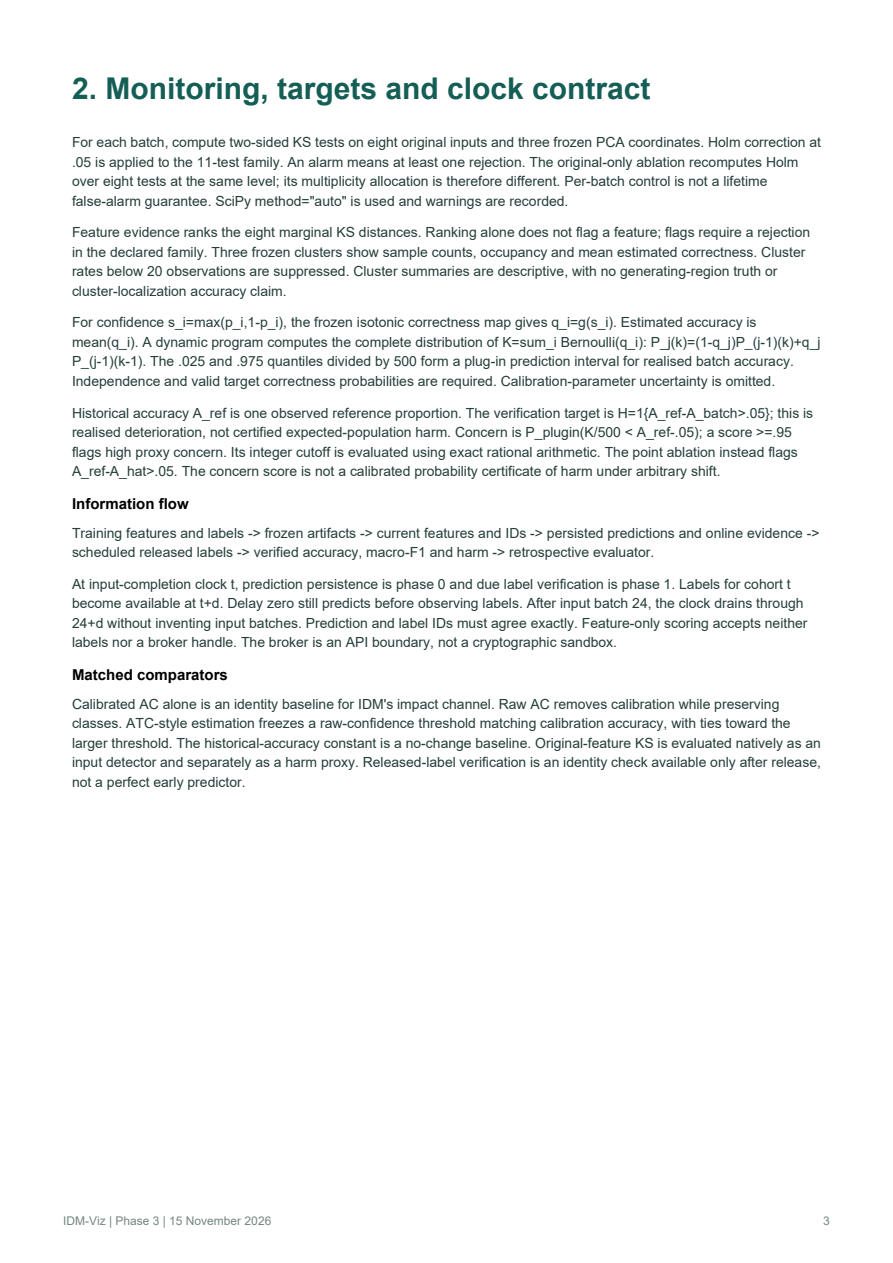 2. Monitoring, targets and clock contract
For each batch, compute two-sided KS tests on eight original inputs and three frozen PCA coordinates. Holm correction at
.05 is applied to the 11-test family. An alarm means at least one rejection. The original-only ablation recomputes Holm
over eight tests at the same level; its multiplicity allocation is therefore different. Per-batch control is not a lifetime
false-alarm guarantee. SciPy method="auto" is used and warnings are recorded.
Feature evidence ranks the eight marginal KS distances. Ranking alone does not flag a feature; flags require a rejection
in the declared family. Three frozen clusters show sample counts, occupancy and mean estimated correctness. Cluster
rates below 20 observations are suppressed. Cluster summaries are descriptive, with no generating-region truth or
cluster-localization accuracy claim.
For confidence s_i=max(p_i,1-p_i), the frozen isotonic correctness map gives q_i=g(s_i). Estimated accuracy is
mean(q_i). A dynamic program computes the complete distribution of K=sum_i Bernoulli(q_i): P_j(k)=(1-q_j)P_(j-1)(k)+q_j
P_(j-1)(k-1). The .025 and .975 quantiles divided by 500 form a plug-in prediction interval for realised batch accuracy.
Independence and valid target correctness probabilities are required. Calibration-parameter uncertainty is omitted.
Historical accuracy A_ref is one observed reference proportion. The verification target is H=1{A_ref-A_batch>.05}; this is
realised deterioration, not certified expected-population harm. Concern is P_plugin(K/500 < A_ref-.05); a score >=.95
flags high proxy concern. Its integer cutoff is evaluated using exact rational arithmetic. The point ablation instead flags
A_ref-A_hat>.05. The concern score is not a calibrated probability certificate of harm under arbitrary shift.
Information flow
Training features and labels -> frozen artifacts -> current features and IDs -> persisted predictions and online evidence ->
scheduled released labels -> verified accuracy, macro-F1 and harm -> retrospective evaluator.
At input-completion clock t, prediction persistence is phase 0 and due label verification is phase 1. Labels for cohort t
become available at t+d. Delay zero still predicts before observing labels. After input batch 24, the clock drains through
24+d without inventing input batches. Prediction and label IDs must agree exactly. Feature-only scoring accepts neither
labels nor a broker handle. The broker is an API boundary, not a cryptographic sandbox.
Matched comparators
Calibrated AC alone is an identity baseline for IDM's impact channel. Raw AC removes calibration while preserving
classes. ATC-style estimation freezes a raw-confidence threshold matching calibration accuracy, with ties toward the
larger threshold. The historical-accuracy constant is a no-change baseline. Original-feature KS is evaluated natively as an
input detector and separately as a harm proxy. Released-label verification is an identity check available only after release,
not a perfect early predictor.
IDM-Viz | Phase 3 | 15 November 2026
3